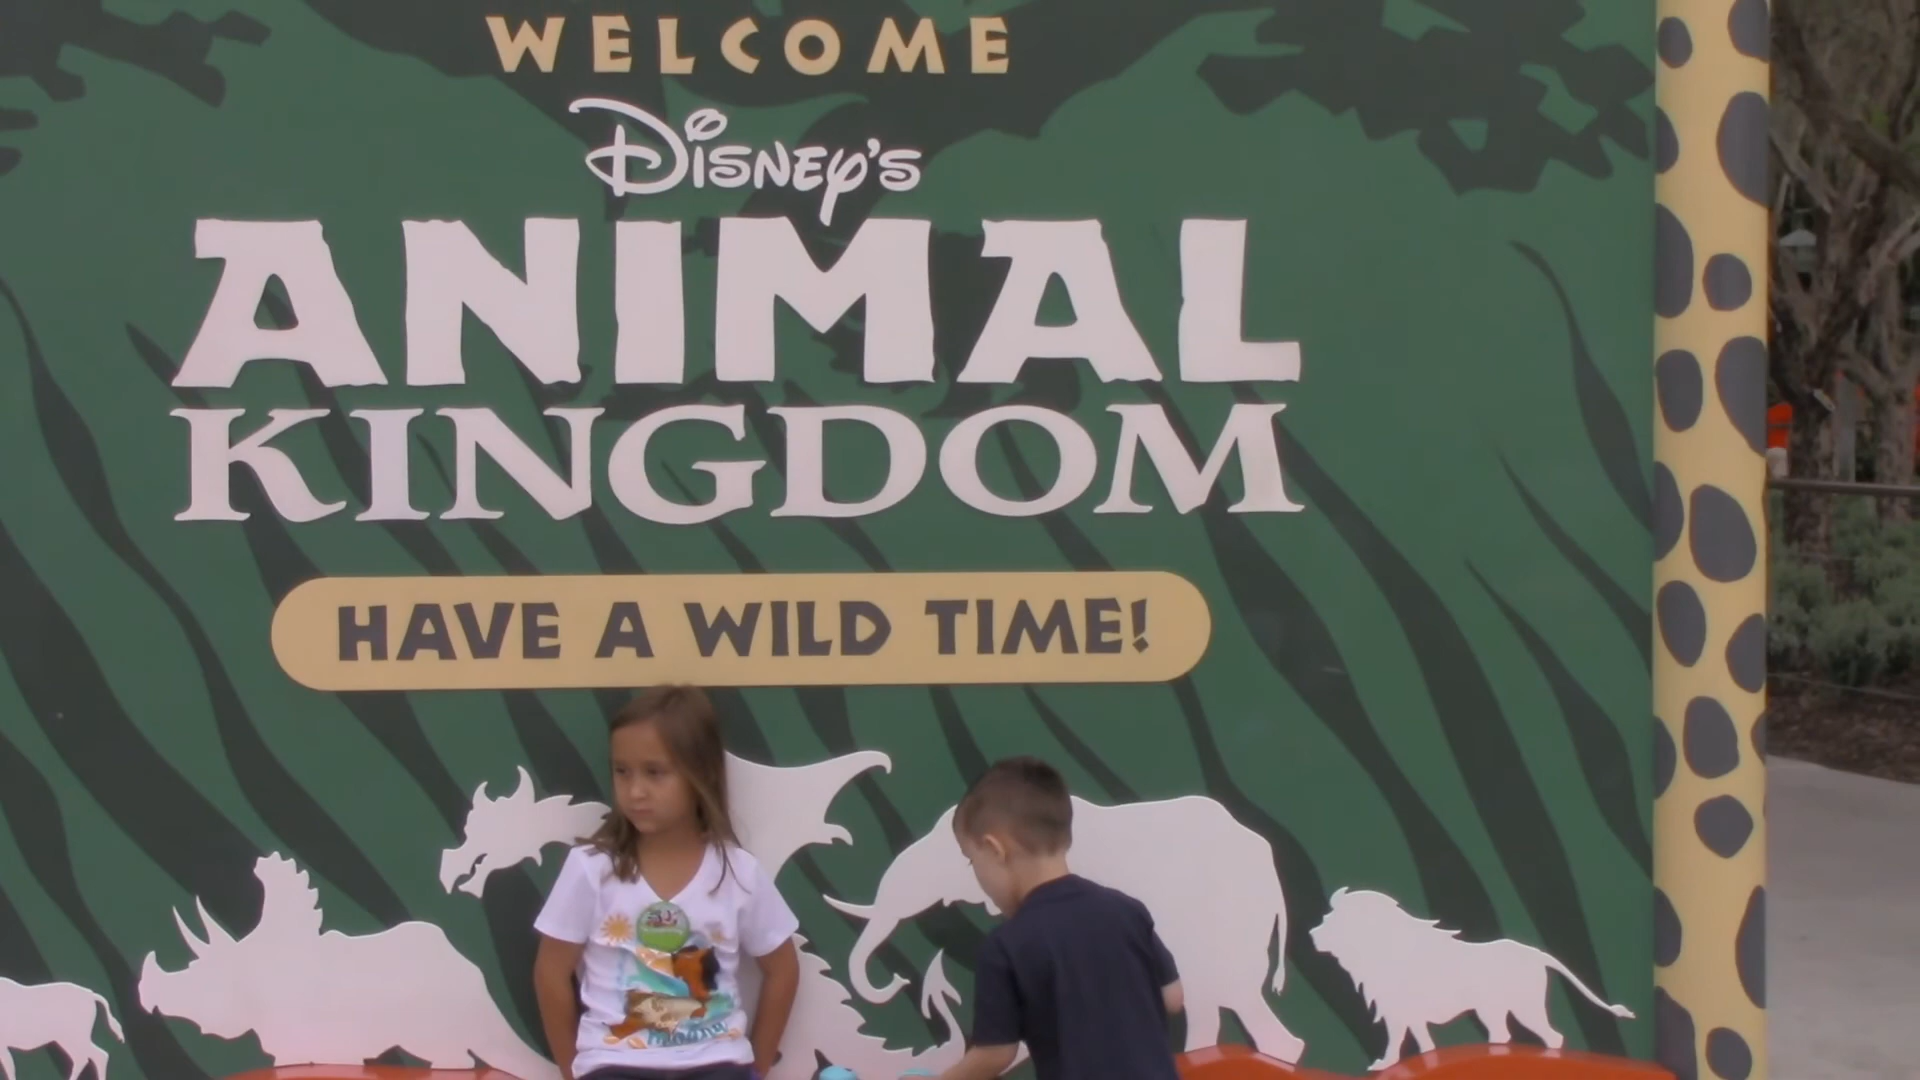 WELCOME
DISNEY'S
ANIMAL
KINGDOM
HAVE A WILD TIME!